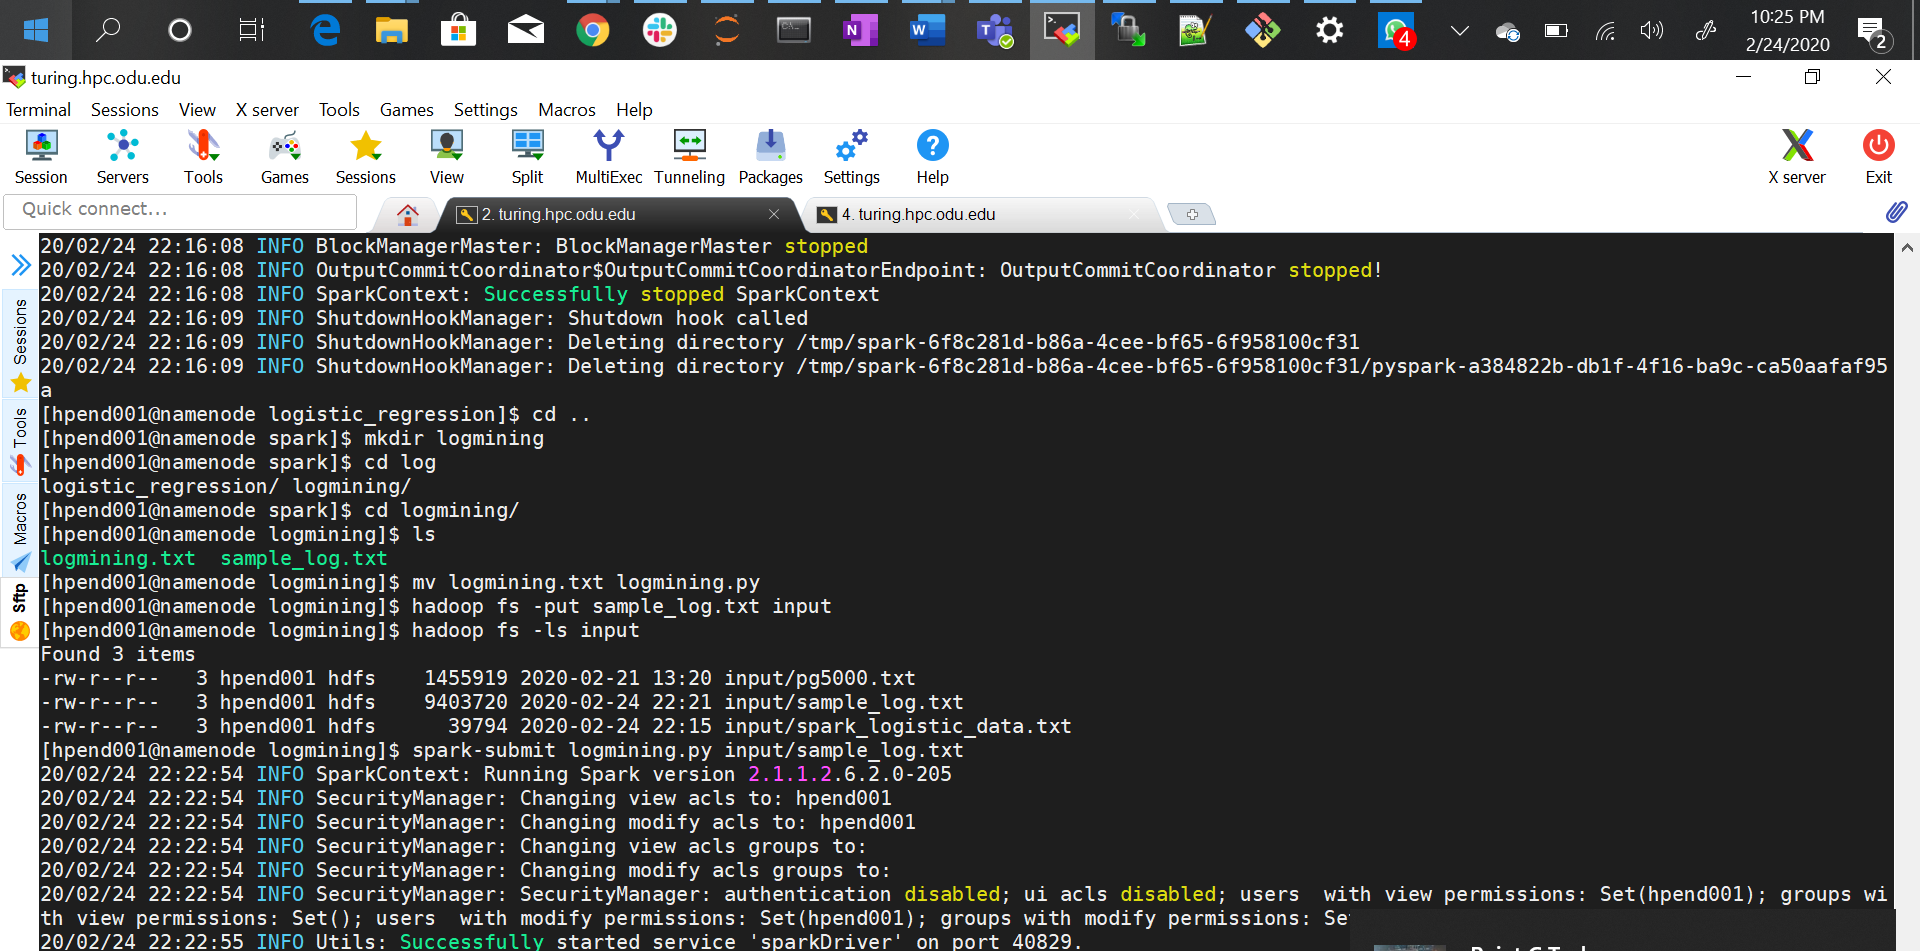 10:25 PM
2/24/2020
4
2
turing.hpc.odu.edu
Terminal Sessions View X server Tools Games Settings Macros Help
Session Servers Tools Games Sessions View Split MultiExec Tunneling Packages Settings Help X server Exit
Quick connect...
2. turing.hpc.odu.edu
4. turing.hpc.odu.edu
Sessions
Tools
Macros
Sftp
20/02/24 22:16:08 INFO BlockManagerMaster: BlockManagerMaster stopped
20/02/24 22:16:08 INFO OutputCommitCoordinator$OutputCommitCoordinatorEndpoint: OutputCommitCoordinator stopped!
20/02/24 22:16:08 INFO SparkContext: Successfully stopped SparkContext
20/02/24 22:16:09 INFO ShutdownHookManager: Shutdown hook called
20/02/24 22:16:09 INFO ShutdownHookManager: Deleting directory /tmp/spark-6f8c281d-b86a-4cee-bf65-6f958100cf31
20/02/24 22:16:09 INFO ShutdownHookManager: Deleting directory /tmp/spark-6f8c281d-b86a-4cee-bf65-6f958100cf31/pyspark-a384822b-db1f-4f16-ba9c-ca50aafaf95
a
[hpend001@namenode logistic_regression]$ cd ..
[hpend001@namenode spark]$ mkdir logmining
[hpend001@namenode spark]$ cd log
logistic_regression/ logmining/
[hpend001@namenode spark]$ cd logmining/
[hpend001@namenode logmining]$ ls
logmining.txt  sample_log.txt
[hpend001@namenode logmining]$ mv logmining.txt logmining.py
[hpend001@namenode logmining]$ hadoop fs -put sample_log.txt input
[hpend001@namenode logmining]$ hadoop fs -ls input
Found 3 items
-rw-r--r--   3 hpend001 hdfs    1455919 2020-02-21 13:20 input/pg5000.txt
-rw-r--r--   3 hpend001 hdfs    9403720 2020-02-24 22:21 input/sample_log.txt
-rw-r--r--   3 hpend001 hdfs      39794 2020-02-24 22:15 input/spark_logistic_data.txt
[hpend001@namenode logmining]$ spark-submit logmining.py input/sample_log.txt
20/02/24 22:22:54 INFO SparkContext: Running Spark version 2.1.1.2.6.2.0-205
20/02/24 22:22:54 INFO SecurityManager: Changing view acls to: hpend001
20/02/24 22:22:54 INFO SecurityManager: Changing modify acls to: hpend001
20/02/24 22:22:54 INFO SecurityManager: Changing view acls groups to:
20/02/24 22:22:54 INFO SecurityManager: Changing modify acls groups to:
20/02/24 22:22:54 INFO SecurityManager: SecurityManager: authentication disabled; ui acls disabled; users  with view permissions: Set(hpend001); groups wi
th view permissions: Set(); users  with modify permissions: Set(hpend001); groups with modify permissions: Se
20/02/24 22:22:55 INFO Utils: Successfully started service 'sparkDriver' on port 40829.